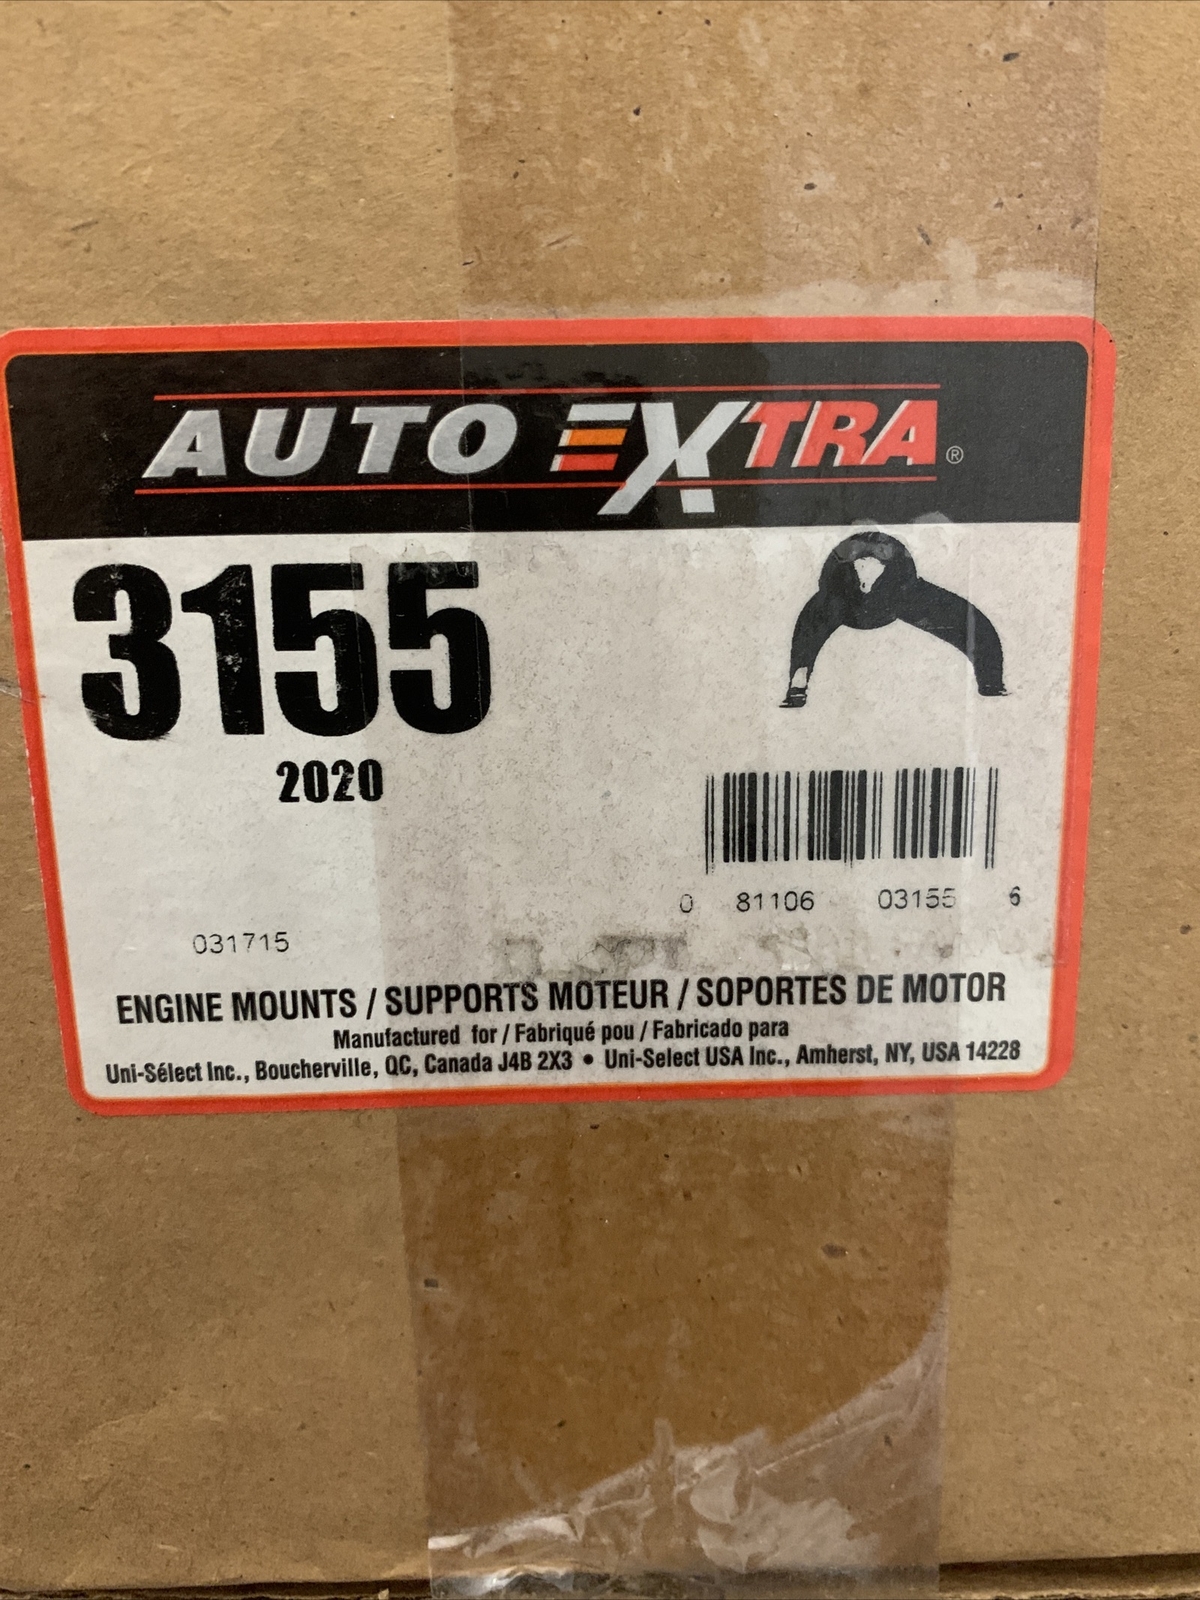 AUTO EXTRA®
3155
2020
0 81106 03155 6
031715
ENGINE MOUNTS / SUPPORTS MOTEUR / SOPORTES DE MOTOR
Manufactured for / Fabriqué pou / Fabricado para
Uni-Sélect Inc., Boucherville, QC, Canada J4B 2X3 • Uni-Select USA Inc., Amherst, NY, USA 14228